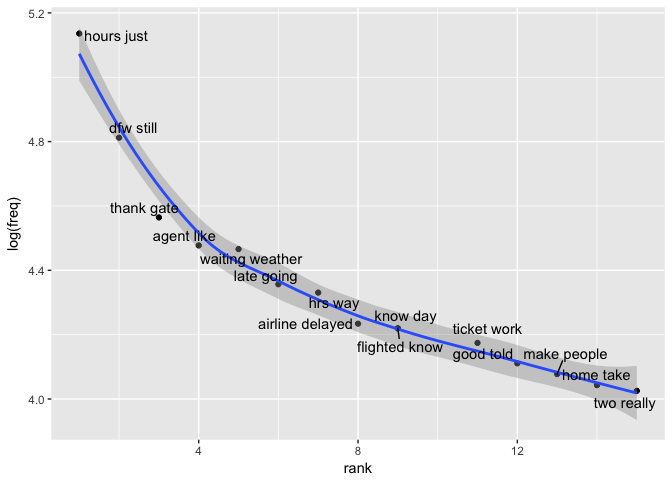 5.2
4.8
4.4
4.0
log(freq)
hours just
dfw still
thank gate
agent like
waiting weather
late going
hrs way
airline delayed
know day
flighted know
ticket work
good told
make people
home take
two really
4
8
12
rank